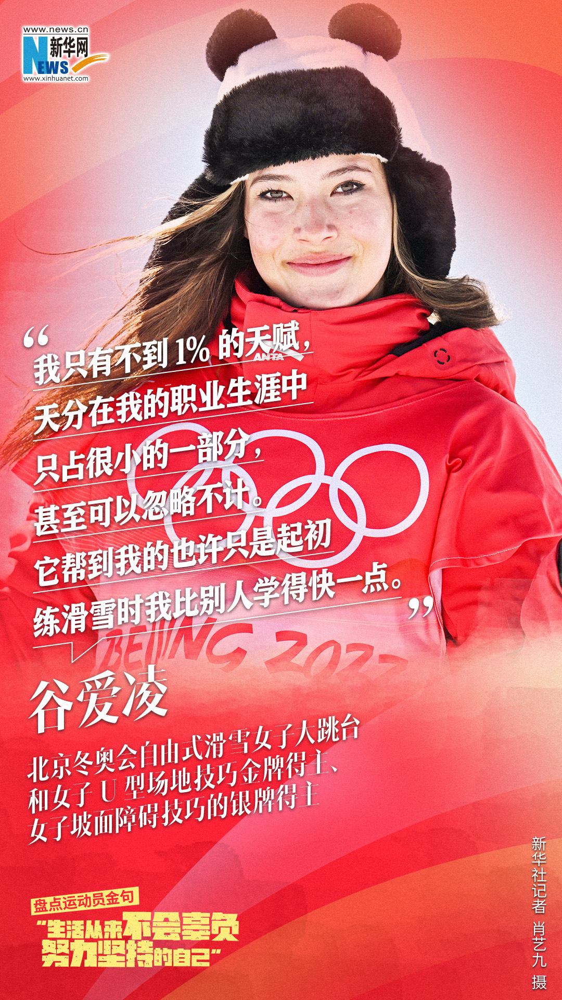 www.news.cn
新华网
NEWS
www.xinhuanet.com
“我只有不到 1% 的天赋，
ANTA
天分在我的职业生涯中
只占很小的一部分，
甚至可以忽略不计。
它帮到我的也许只是起初
练滑雪时我比别人学得快一点。”
BEIJING 2022
谷爱凌
北京冬奥会自由式滑雪女子大跳台
和女子 U 型场地技巧金牌得主、
女子坡面障碍技巧的银牌得主
新华社记者 肖艺九 摄
盘点运动员金句
“生活从来不会辜负
努力坚持的自己”